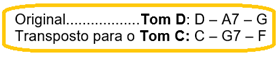 Original..................Tom D: D – A7 – G
Transposto para o Tom C: C – G7 – F